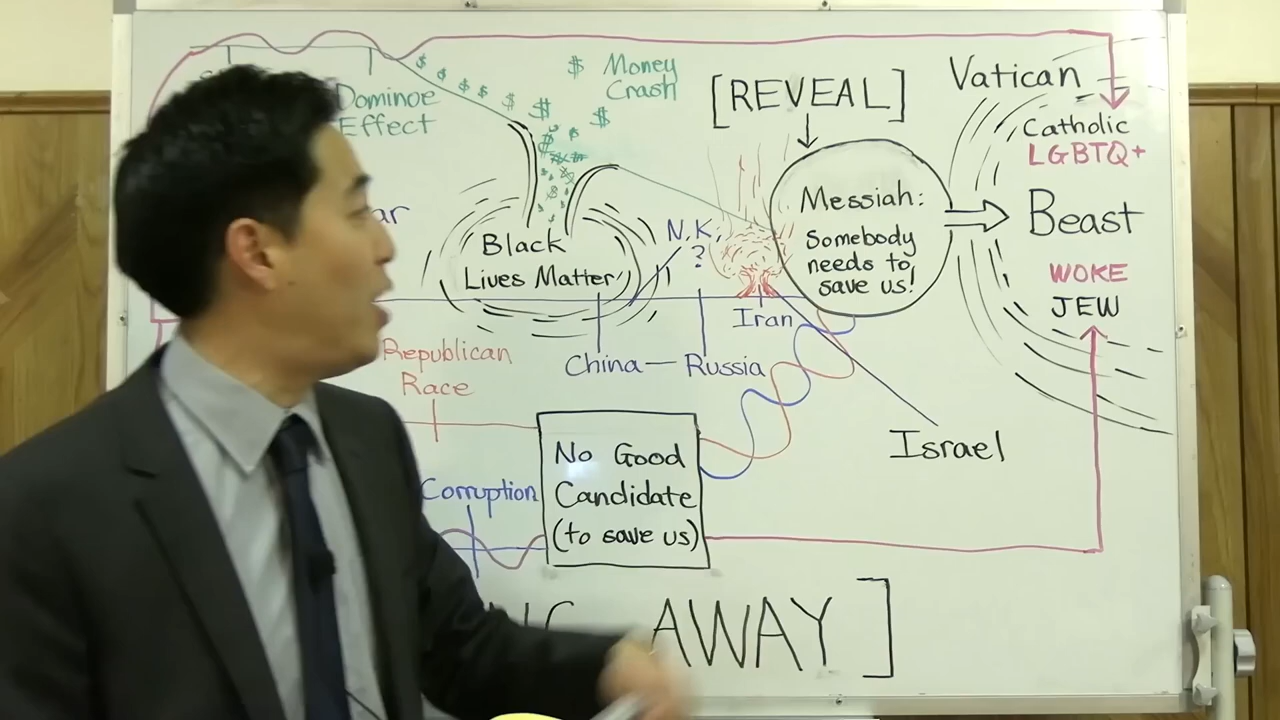 $ Money
Crash
Dominoe
Effect
[REVEAL]
Vatican
Catholic
LGBTQ+
Beast
WOKE
JEW
Messiah:
Somebody
needs to
save us!
Black
Lives Matter
N.K.
?
Iran
China — Russia
Republican
Race
Israel
No Good
Candidate
(to save us)
Corruption
AWAY]